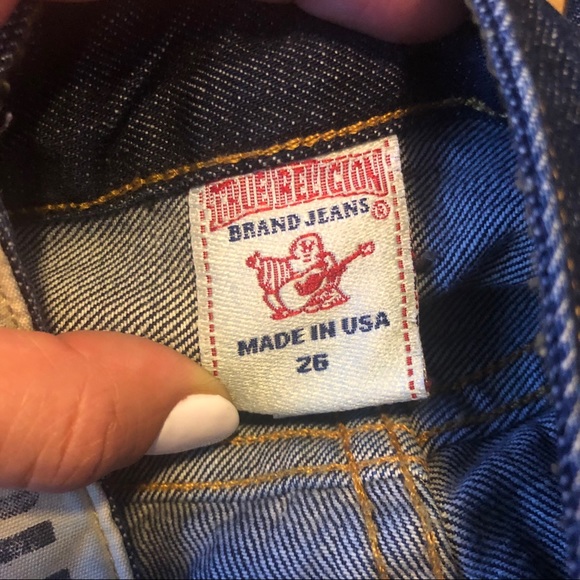 TRUE RELIGION
BRAND JEANS®
MADE IN USA
26